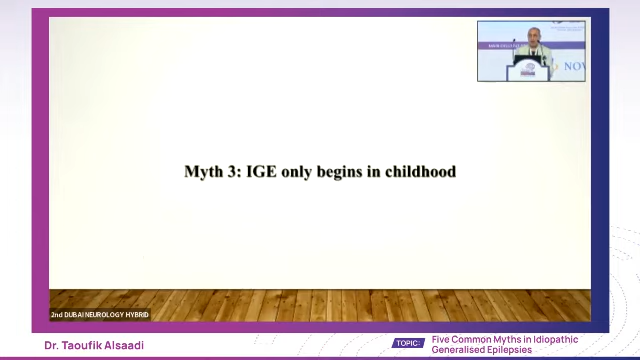 NOV
Myth 3: IGE only begins in childhood
2nd DUBAI NEUROLOGY HYBRID
Dr. Taoufik Alsaadi
TOPIC:
Five Common Myths in Idiopathic
Generalised Epilepsies